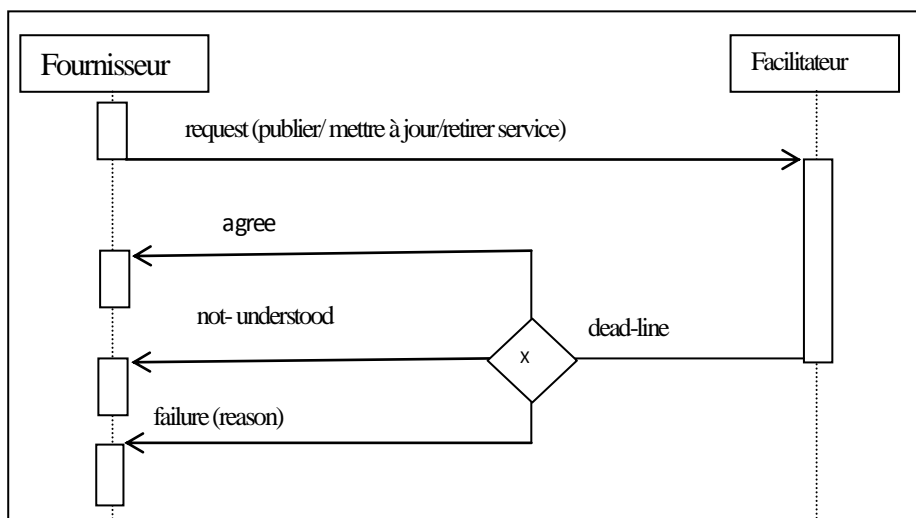 Fournisseur
Facilitateur
request (publier/ mettre à jour/retirer service)
agree
not- understood
dead-line
x
failure (reason)